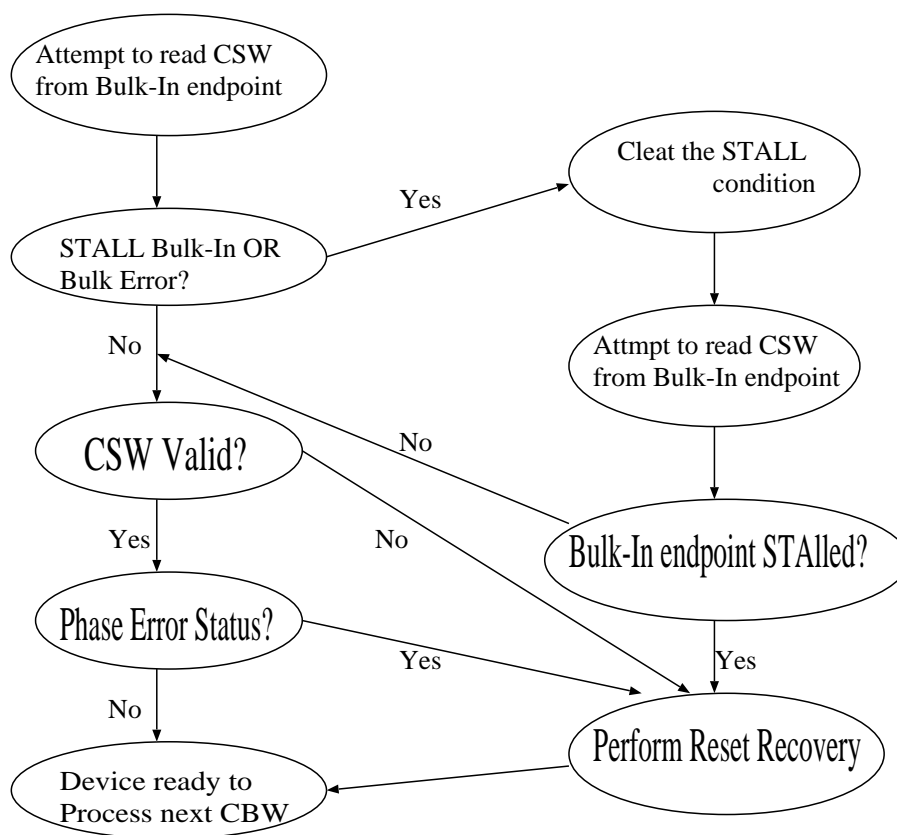 Attempt to read CSW
from Bulk-In endpoint
Cleat the STALL
condition
Yes
STALL Bulk-In OR
Bulk Error?
No
Attmpt to read CSW
from Bulk-In endpoint
CSW Valid?
No
Yes
No
Bulk-In endpoint STAlled?
Phase Error Status?
Yes
Yes
No
Perform Reset Recovery
Device ready to
Process next CBW